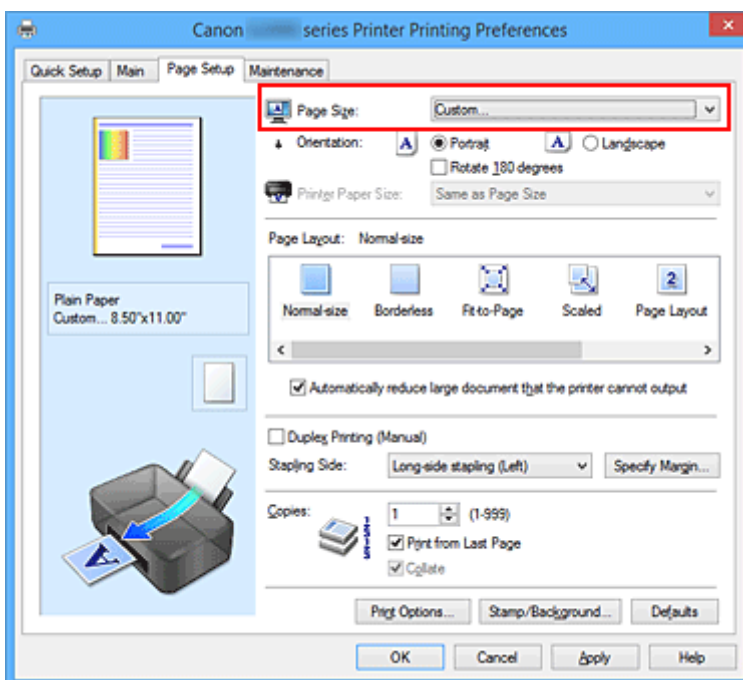 Canon series Printer Printing Preferences
Quick Setup Main Page Setup Maintenance
Page Size: Custom...
Orientation: A Portrait A Landscape
Rotate 180 degrees
Printer Paper Size: Same as Page Size
Page Layout: Normal-size
2
Normal-size Borderless Fit-to-Page Scaled Page Layout
Plain Paper
Custom... 8.50"x11.00"
Automatically reduce large document that the printer cannot output
Duplex Printing (Manual)
Stapling Side: Long-side stapling (Left) Specify Margin...
Copies: 1 (1-999)
Print from Last Page
Collate
A
Print Options... Stamp/Background... Defaults
OK Cancel Apply Help